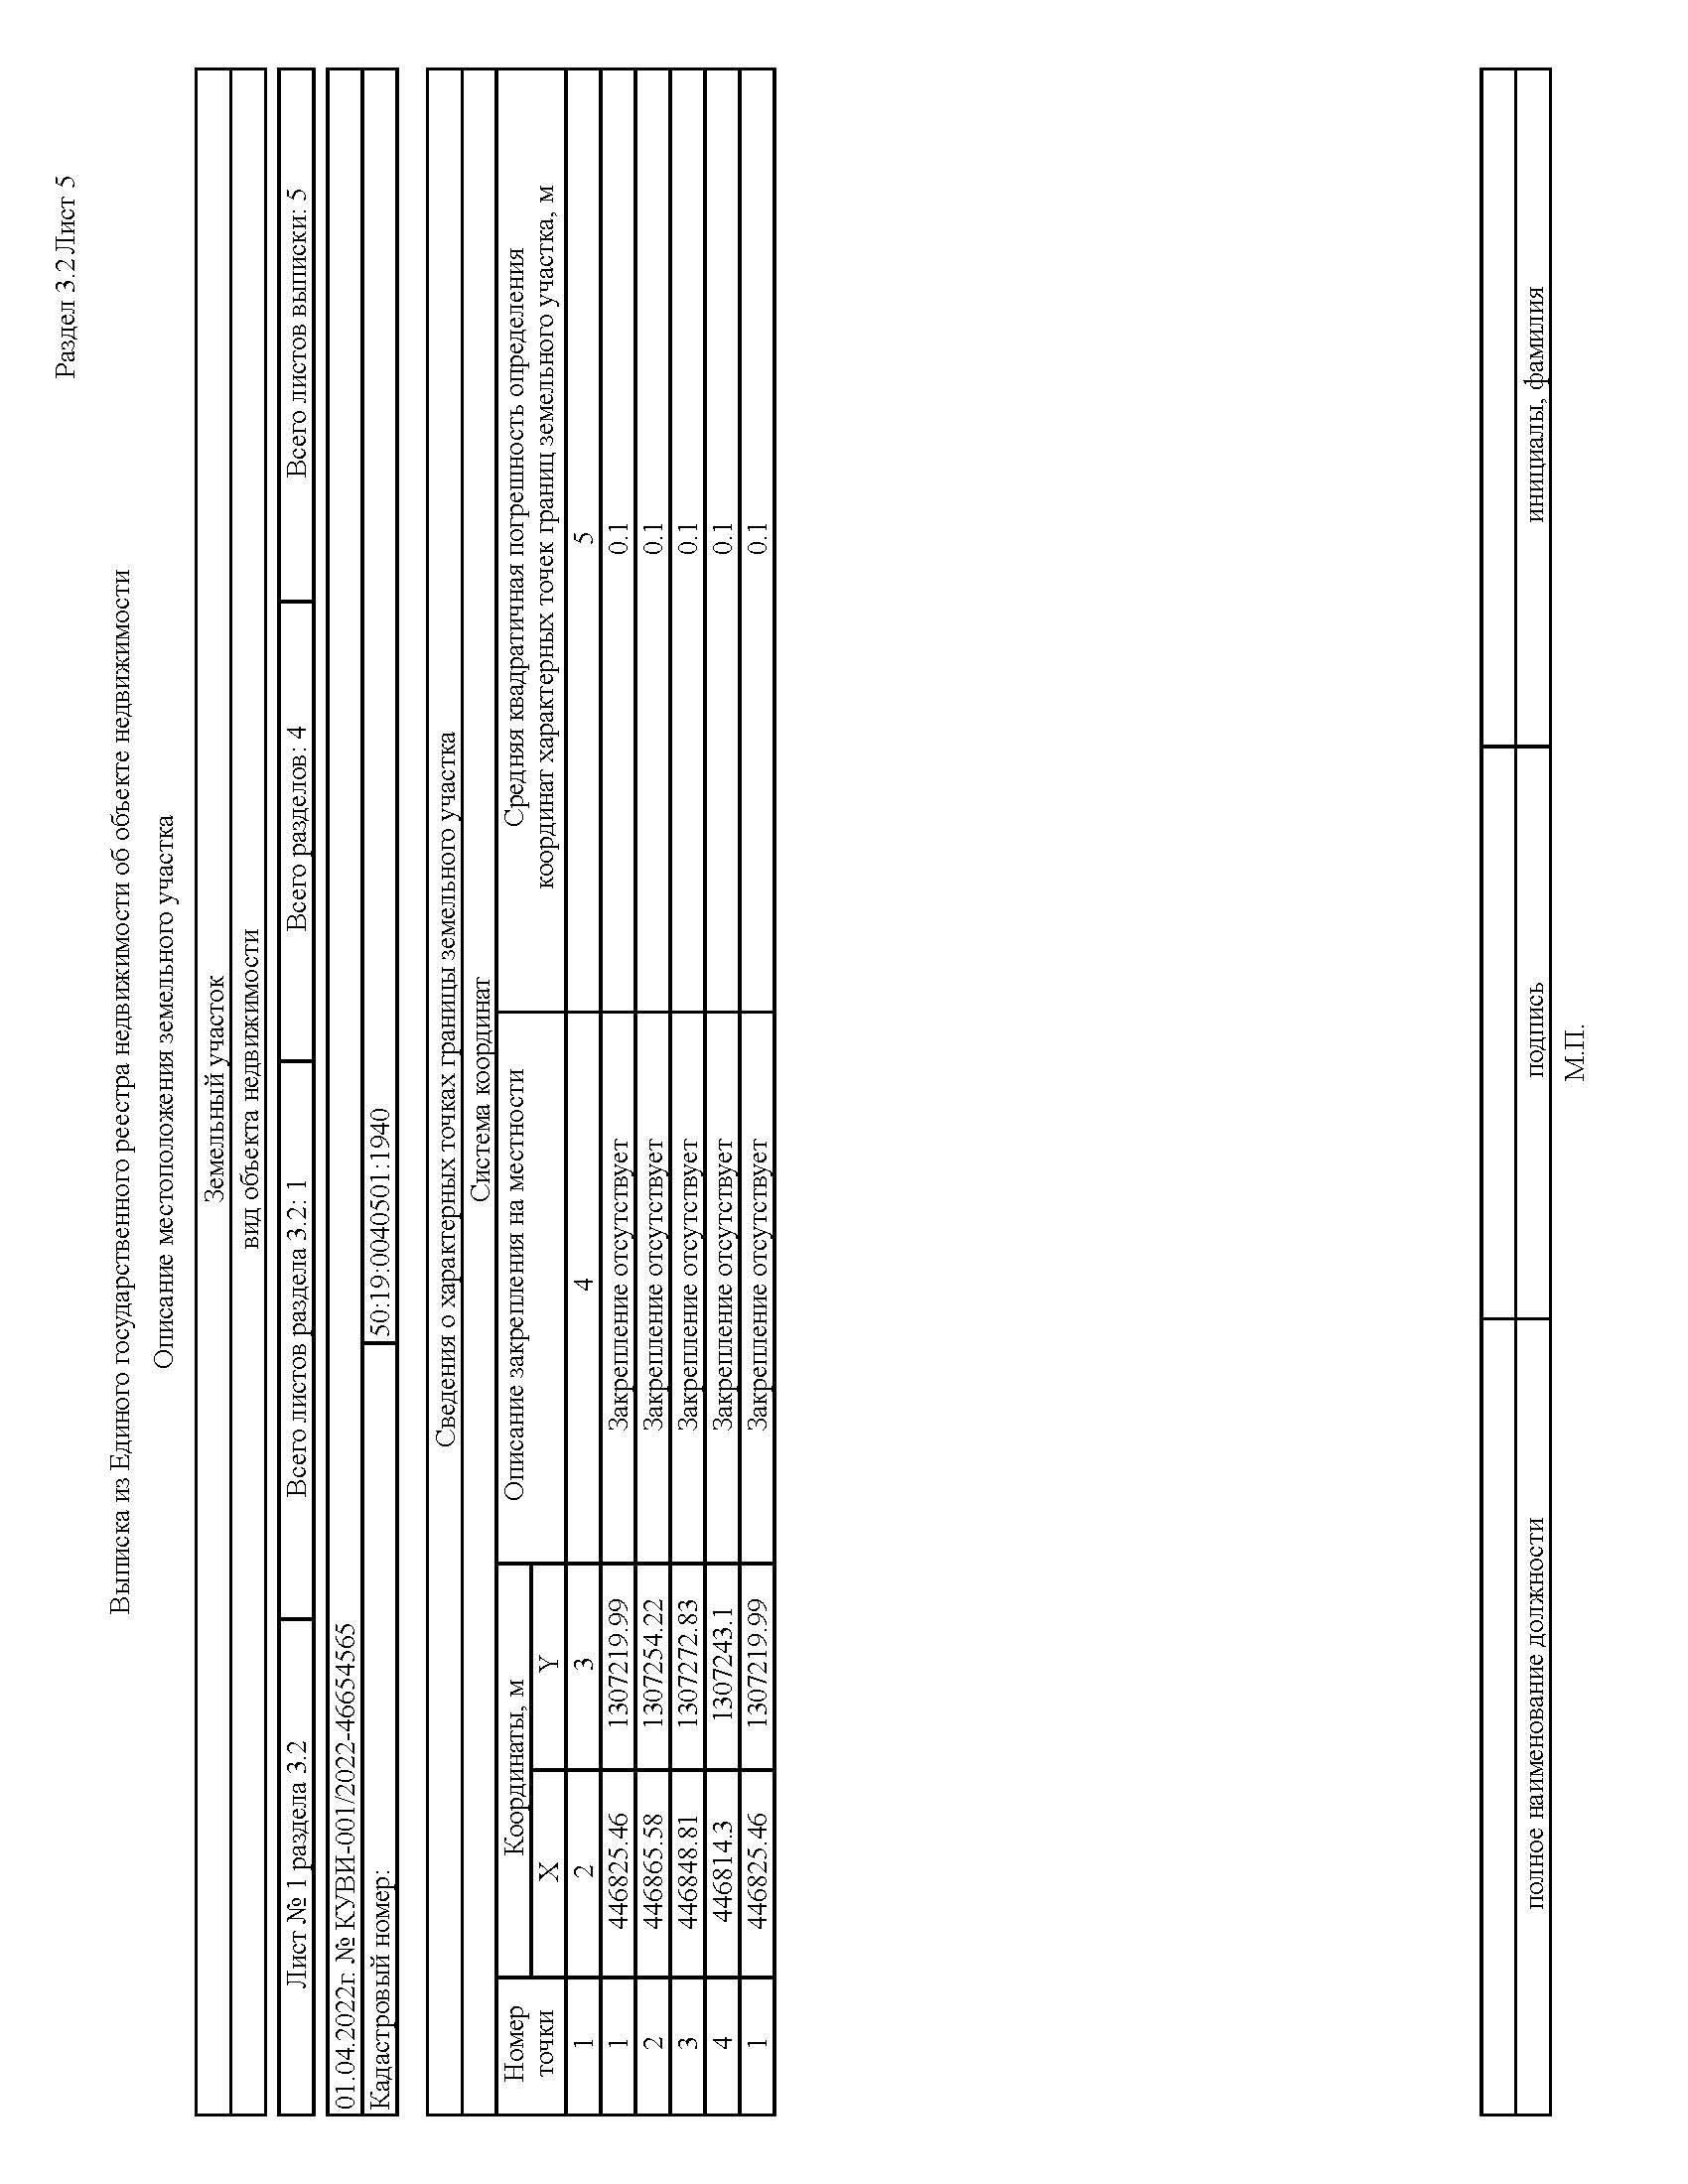 Раздел 3.2 Лист 5
Выписка из Единого государственного реестра недвижимости об объекте недвижимости
Описание местоположения земельного участка
Земельный участок
вид объекта недвижимости
Лист № 1 раздела 3.2 Всего листов раздела 3.2: 1 Всего разделов: 4 Всего листов выписки: 5
01.04.2022г. № КУВИ-001/2022-46654565
Кадастровый номер: 50:19:0040501:1940
Сведения о характерных точках границы земельного участка
Система координат
Номер точки Координаты, м Описание закрепления на местности Средняя квадратичная погрешность определения
координат характерных точек границ земельного участка, м
X Y
1 2 3 4 5
1 446825.46 1307219.99 Закрепление отсутствует 0.1
2 446865.58 1307254.22 Закрепление отсутствует 0.1
3 446848.81 1307272.83 Закрепление отсутствует 0.1
4 446814.3 1307243.1 Закрепление отсутствует 0.1
1 446825.46 1307219.99 Закрепление отсутствует 0.1
полное наименование должности подпись инициалы, фамилия
М.П.